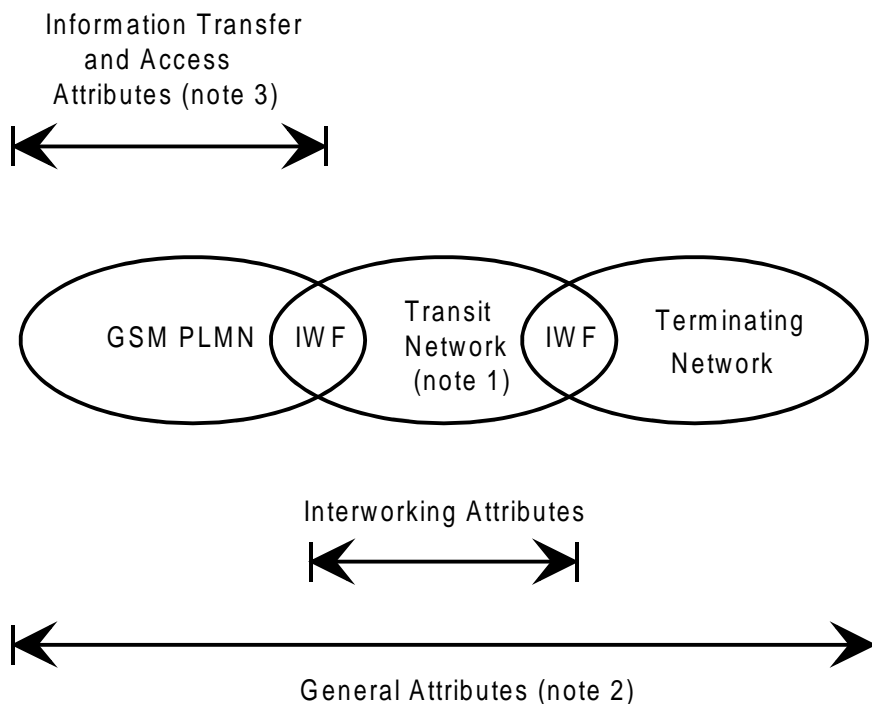 Information Transfer
and Access
Attributes (note 3)
GSM PLMN
IWF
Transit
Network
(note 1)
IWF
Terminating
Network
Interworking Attributes
General Attributes (note 2)